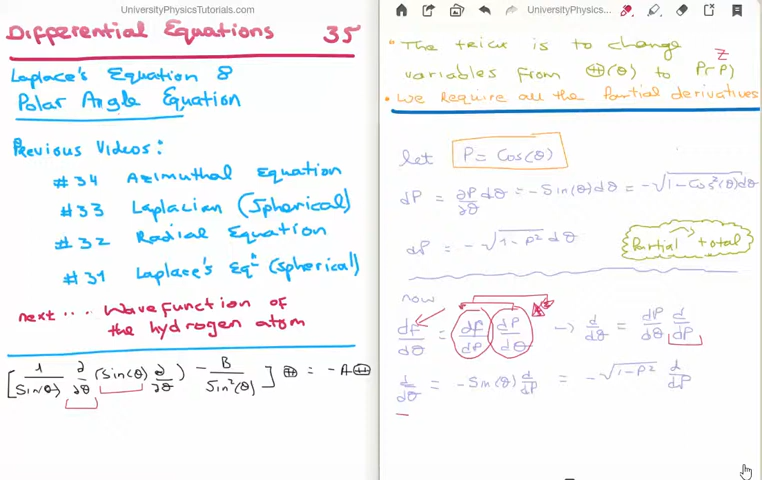 UniversityPhysicsTutorials.com
Differential Equations 35
Laplace's Equation &
Polar Angle Equation
Previous Videos:
#34 Azimuthal Equation
#33 Laplacian (Spherical)
#32 Radial Equation
#31 Laplace's Eqⁿ (Spherical)
next.... Wavefunction of
the hydrogen atom
[1/Sin(θ) ∂/∂θ (Sin(θ) ∂/∂θ) - B/Sin²(θ)] Ⓗ = -AⒽ
UniversityPhysics...
• The trick is to change
variables from Ⓗ(θ) to P(P) Z
• We Require all the Partial derivatives
let P = Cos(θ)
dP = ∂P/∂θ dθ = -Sin(θ)dθ = -√(1-Cos²(θ)) dθ
dP = -√(1-P²) dθ
Partial → total
now
df/dθ = df/dP dP/dθ → d/dθ = dP/dθ d/dP
d/dθ = -Sin(θ) d/dP = -√(1-P²) d/dP